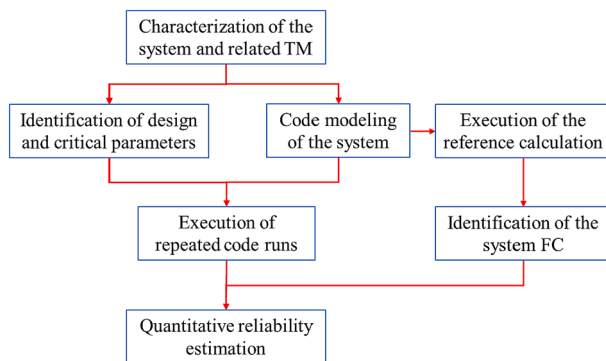 Characterization of the
system and related TM
Identification of design
and critical parameters
Code modeling
of the system
Execution of the
reference calculation
Execution of
repeated code runs
Identification of the
system FC
Quantitative reliability
estimation